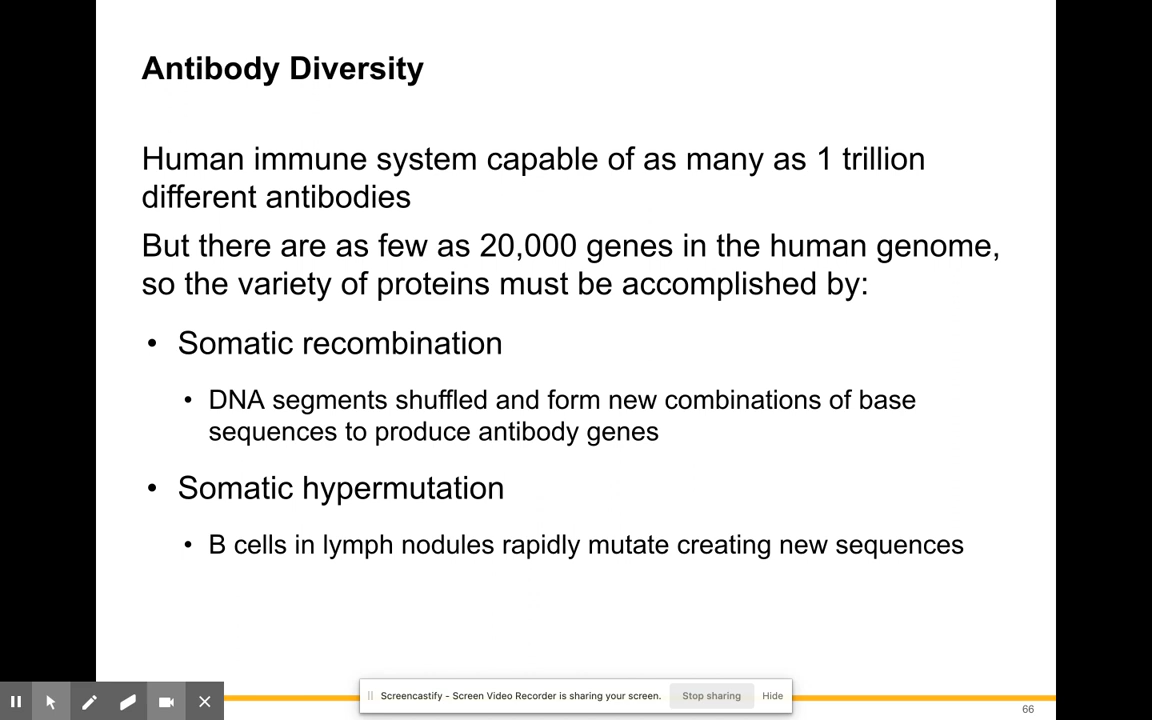 Antibody Diversity
Human immune system capable of as many as 1 trillion
different antibodies
But there are as few as 20,000 genes in the human genome,
so the variety of proteins must be accomplished by:
• Somatic recombination
• DNA segments shuffled and form new combinations of base
sequences to produce antibody genes
• Somatic hypermutation
• B cells in lymph nodules rapidly mutate creating new sequences
Screencastify - Screen Video Recorder is sharing your screen. Stop sharing Hide
66